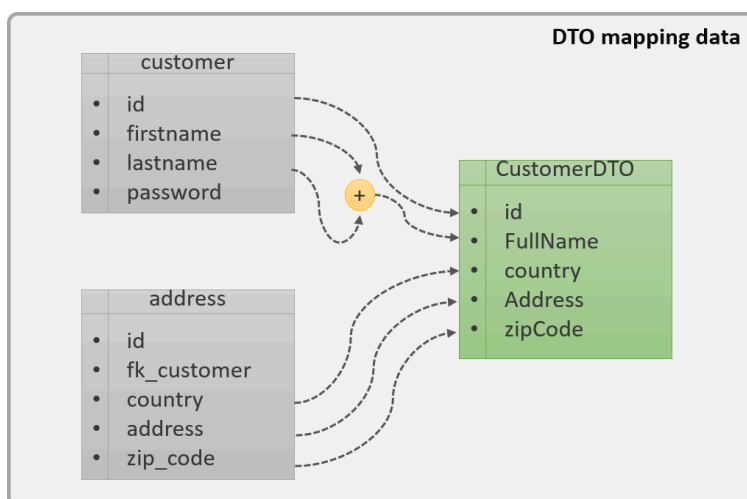 DTO mapping data
customer
• id
• firstname
• lastname
• password
+
CustomerDTO
• id
• FullName
• country
• Address
• zipCode
address
• id
• fk_customer
• country
• address
• zip_code